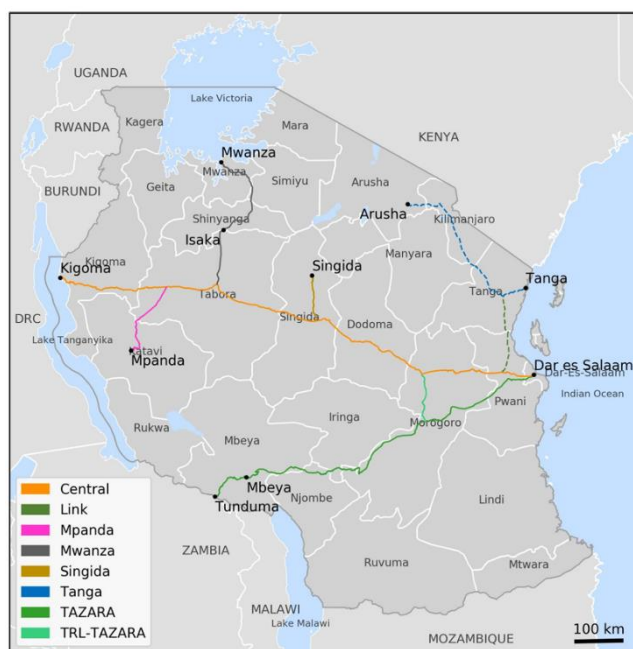 UGANDA
Lake Victoria
RWANDA
Kagera
Mara
KENYA
BURUNDI
Mwanza
Mwanza
Geita
Simiyu
Arusha
Arusha
Kilimanjaro
Shinyanga
Isaka
Manyara
Kigoma
Kigoma
Singida
Tanga
Tanga
Tabora
Singida
Dodoma
DRC
Lake Tanganyika
Katavi
Mpanda
Dar es Salaam
Dar-Es-Salaam
Pwani
Indian Ocean
Rukwa
Iringa
Morogoro
Mbeya
Mbeya
Tunduma
Njombe
Lindi
ZAMBIA
Ruvuma
Mtwara
MALAWI
Lake Malawi
MOZAMBIQUE
Central
Link
Mpanda
Mwanza
Singida
Tanga
TAZARA
TRL-TAZARA
100 km